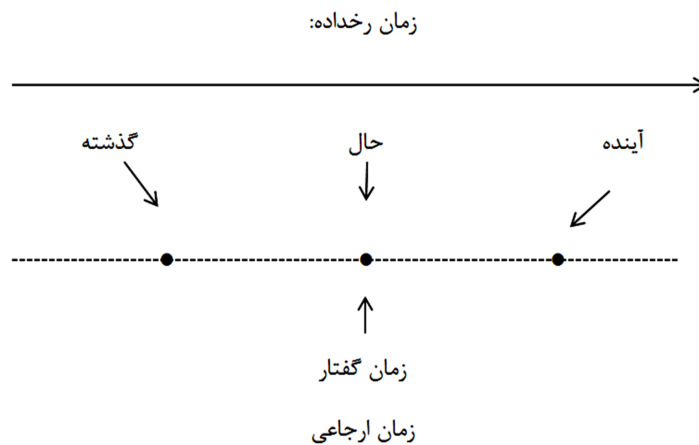 زمان رخداده:
آینده حال گذشته
زمان گفتار
زمان ارجاعی